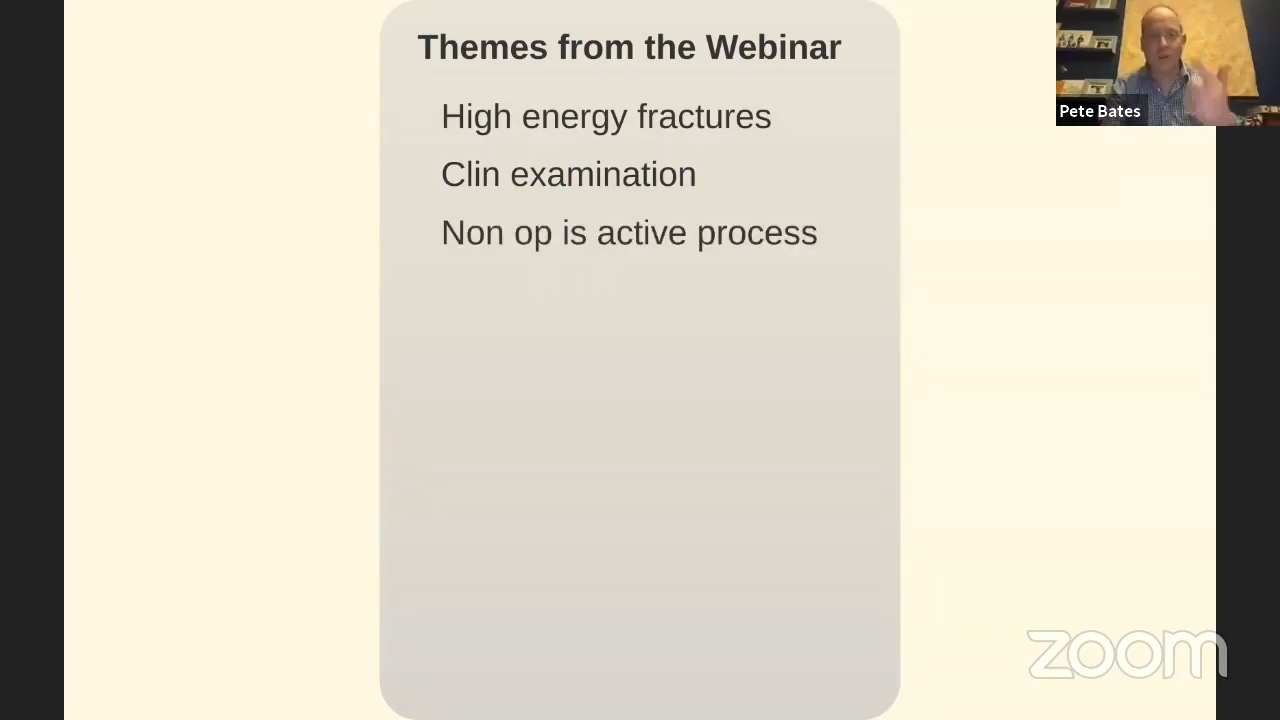 Themes from the Webinar
High energy fractures
Clin examination
Non op is active process
Pete Bates
zoom